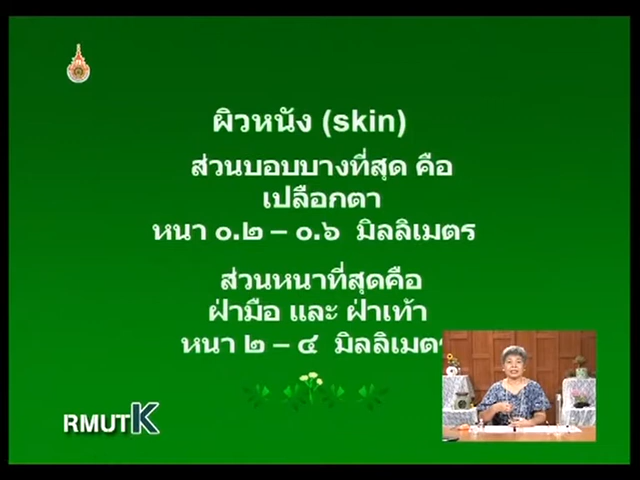 ผิวหนัง (skin)
ส่วนบอบบางที่สุด คือ
เปลือกตา
หนา ๐.๒ – ๐.๖ มิลลิเมตร
ส่วนหนาที่สุดคือ
ฝ่ามือ และ ฝ่าเท้า
หนา ๒ – ๔ มิลลิเมตร
RMUTK